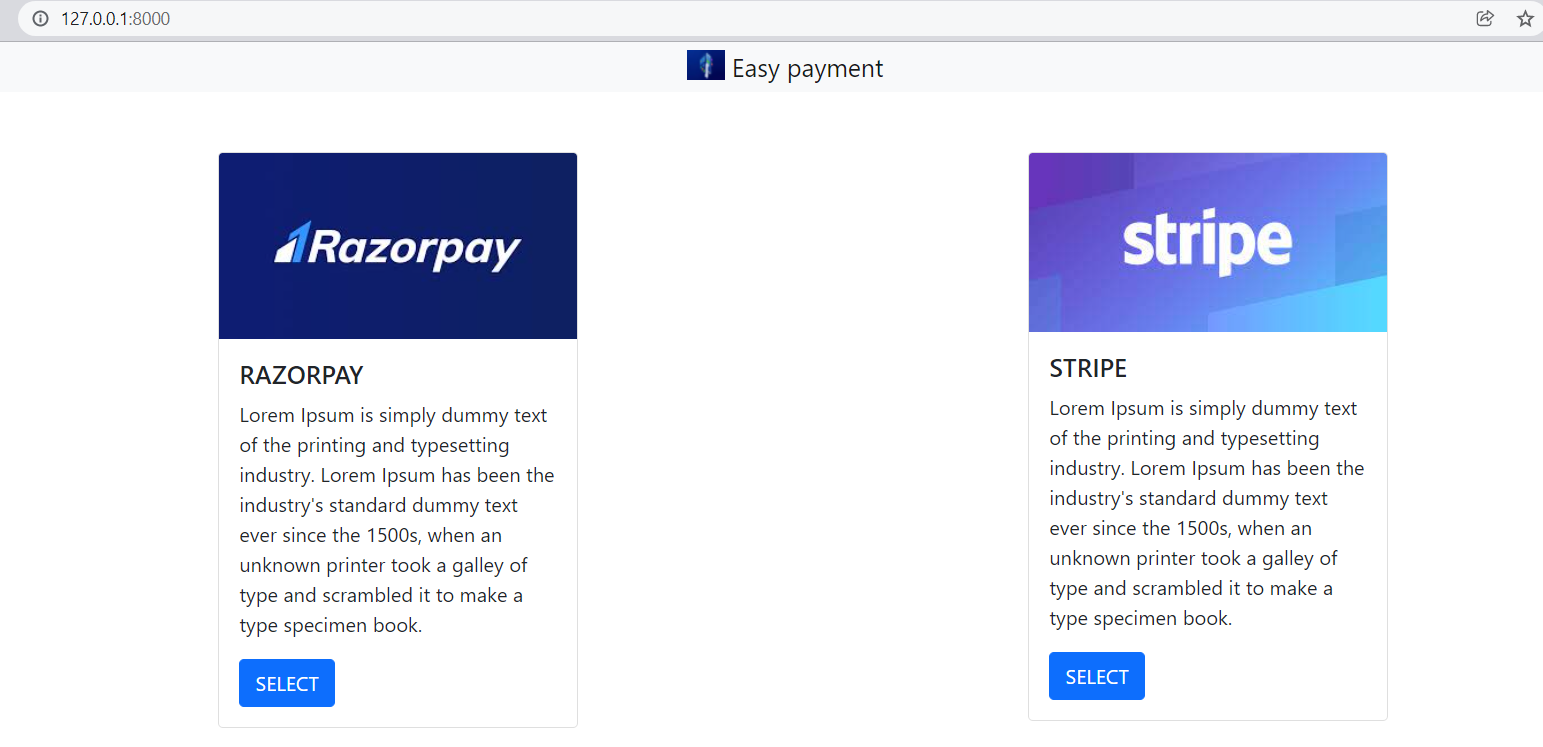 127.0.0.1:8000
Easy payment
Razorpay
RAZORPAY
Lorem Ipsum is simply dummy text
of the printing and typesetting
industry. Lorem Ipsum has been the
industry's standard dummy text
ever since the 1500s, when an
unknown printer took a galley of
type and scrambled it to make a
type specimen book.
SELECT
stripe
STRIPE
Lorem Ipsum is simply dummy text
of the printing and typesetting
industry. Lorem Ipsum has been the
industry's standard dummy text
ever since the 1500s, when an
unknown printer took a galley of
type and scrambled it to make a
type specimen book.
SELECT